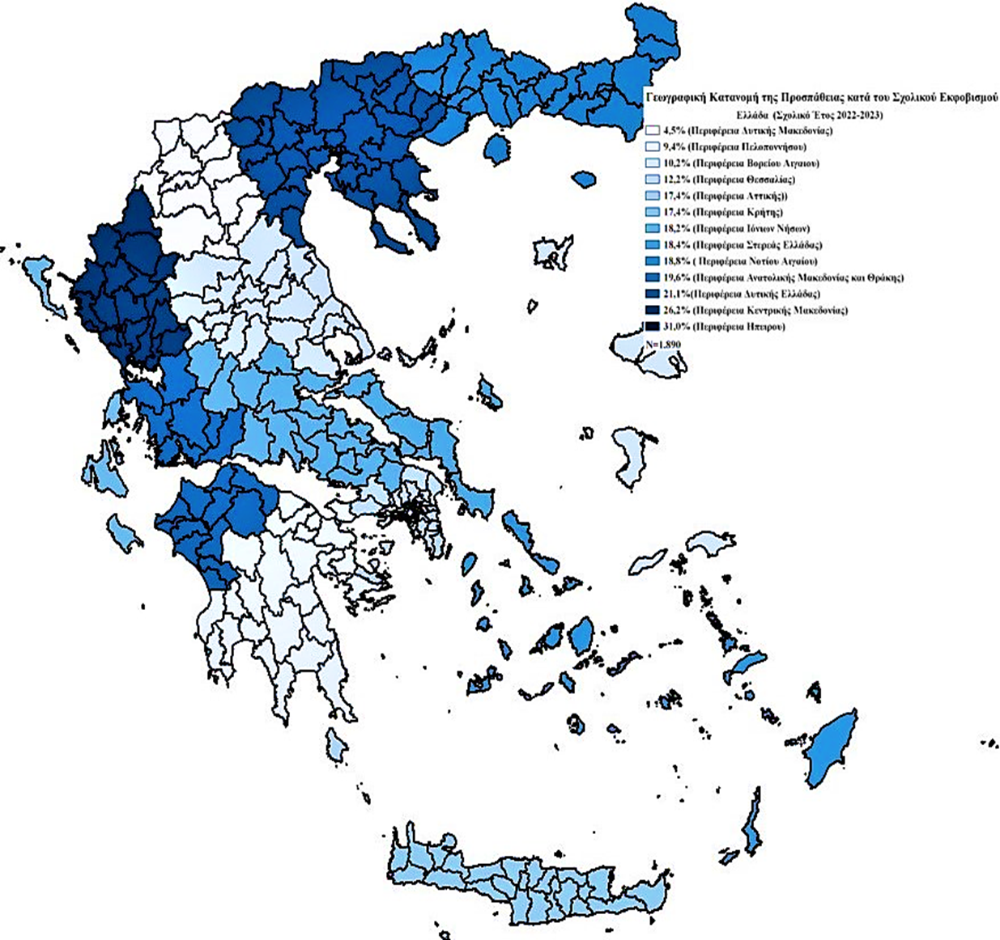 Γεωγραφική Κατανομή της Προσπάθειας κατά του Σχολικού Εκφοβισμού
Ελλάδα (Σχολικό Έτος 2022-2023)
4,5% (Περιφέρεια Δυτικής Μακεδονίας)
9,4% (Περιφέρεια Πελοποννήσου)
10,2% (Περιφέρεια Βορείου Αιγαιου)
12,2% (Περιφέρεια Θεσσαλίας)
17,4% (Περιφέρεια Αττικής))
17,4% (Περιφέρεια Κρήτης)
18,2% (Περιφέρεια Ιόνιων Νήσων)
18,4% (Περιφέρεια Στερεάς Ελλάδας)
18,8% ( Περιφέρεια Νοτίου Αιγαίου)
19,6% (Περιφέρεια Ανατολικής Μακεδονίας και Θράκης)
21,1%(Περιφέρεια Δυτικής Ελλάδας)
26,2% (Περιφέρεια Κεντρικής Μακεδονίας)
31,0% (Περιφέρεια Ηπειρου)
N=1.890